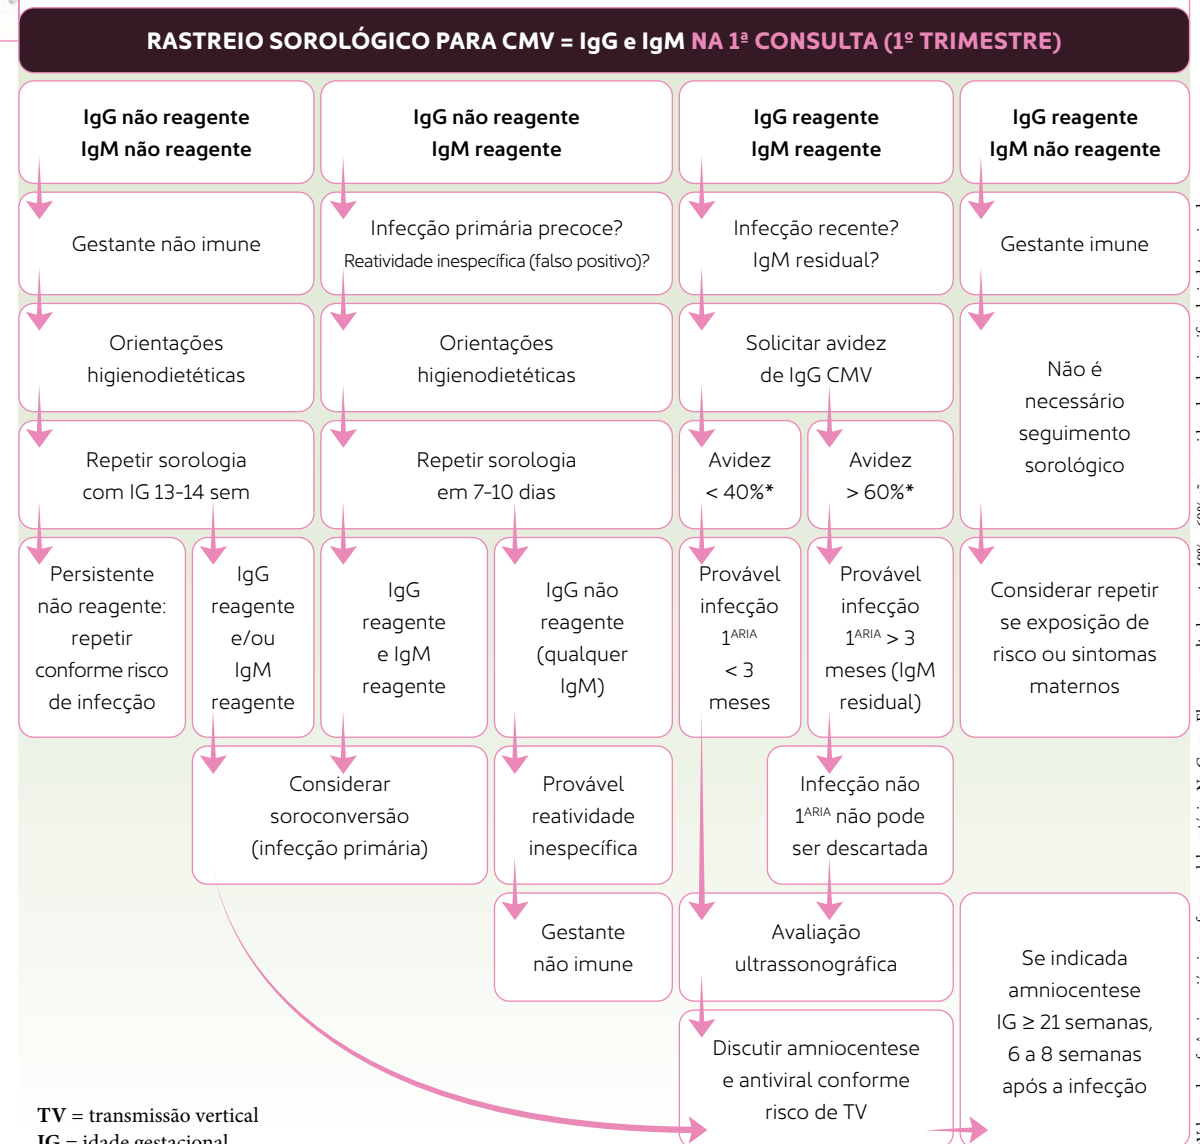 RASTREIO SOROLÓGICO PARA CMV = IgG e IgM NA 1ª CONSULTA (1º TRIMESTRE)
IgG não reagente
IgM não reagente
IgG não reagente
IgM reagente
IgG reagente
IgM reagente
IgG reagente
IgM não reagente
Gestante não imune
Infecção primária precoce?
Reatividade inespecífica (falso positivo)?
Infecção recente?
IgM residual?
Gestante imune
Orientações
higienodietéticas
Orientações
higienodietéticas
Solicitar avidez
de IgG CMV
Não é
necessário
seguimento
sorológico
Repetir sorologia
com IG 13-14 sem
Repetir sorologia
em 7-10 dias
Avidez
< 40%*
Avidez
> 60%*
Persistente
não reagente:
repetir
conforme risco
de infecção
IgG
reagente
e/ou
IgM
reagente
IgG
reagente
e IgM
reagente
IgG não
reagente
(qualquer
IgM)
Provável
infecção
1ARIA
< 3
meses
Provável
infecção
1ARIA > 3
meses (IgM
residual)
Considerar repetir
se exposição de
risco ou sintomas
maternos
Considerar
soroconversão
(infecção primária)
Provável
reatividade
inespecífica
Infecção não
1ARIA não pode
ser descartada
Gestante
não imune
Avaliação
ultrassonográfica
Se indicada
amniocentese
IG ≥ 21 semanas,
6 a 8 semanas
após a infecção
Discutir amniocentese
e antiviral conforme
risco de TV
TV = transmissão vertical
IG = idade gestacional